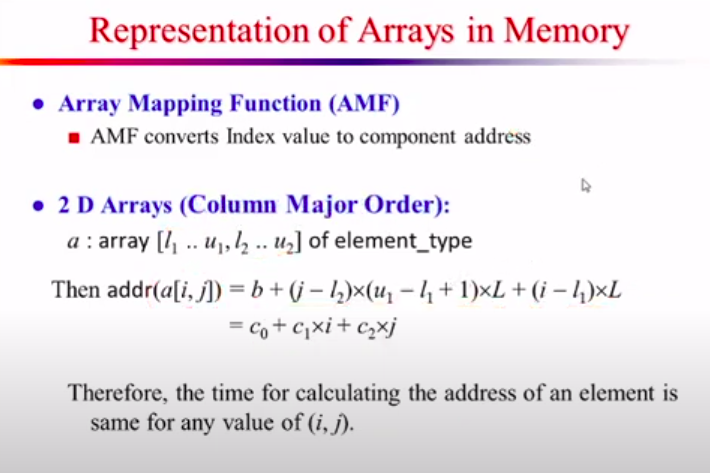 Representation of Arrays in Memory
● Array Mapping Function (AMF)
■ AMF converts Index value to component address
● 2 D Arrays (Column Major Order):
a : array [l₁ .. u₁, l₂ .. u₂] of element_type
Then addr(a[i, j]) = b + (j – l₂)×(u₁ – l₁ + 1)×L + (i – l₁)×L
= c₀ + c₁×i + c₂×j
Therefore, the time for calculating the address of an element is
same for any value of (i, j).